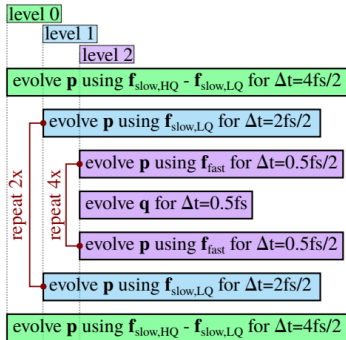 level 0
level 1
level 2
evolve p using f_slow,HQ - f_slow,LQ for Δt=4fs/2
evolve p using f_slow,LQ for Δt=2fs/2
evolve p using f_fast for Δt=0.5fs/2
evolve q for Δt=0.5fs
evolve p using f_fast for Δt=0.5fs/2
evolve p using f_slow,LQ for Δt=2fs/2
evolve p using f_slow,HQ - f_slow,LQ for Δt=4fs/2
repeat 2x
repeat 4x